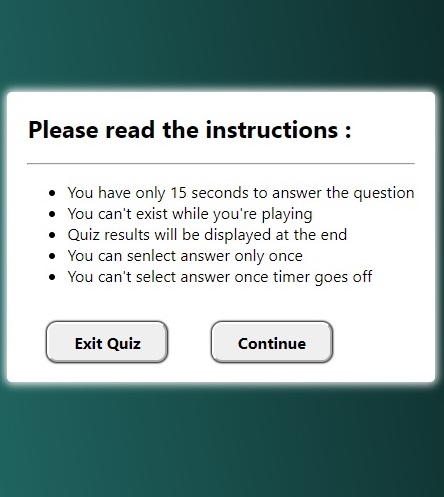 Please read the instructions :
• You have only 15 seconds to answer the question
• You can't exist while you're playing
• Quiz results will be displayed at the end
• You can senlect answer only once
• You can't select answer once timer goes off
Exit Quiz Continue